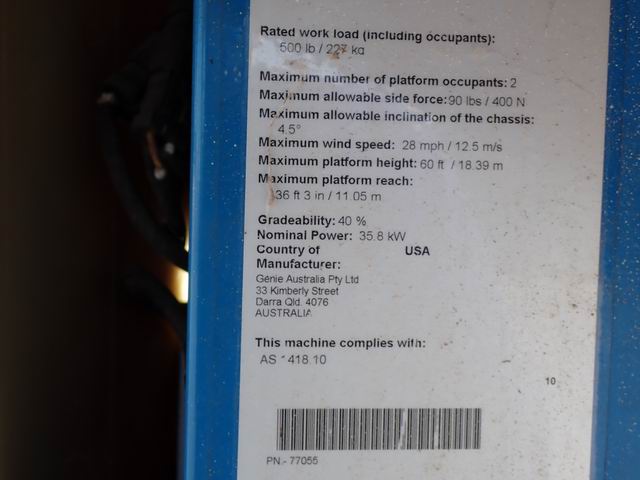 Rated work load (including occupants):
500 lb / 227 kg
Maximum number of platform occupants: 2
Maximum allowable side force: 90 lbs / 400 N
Maximum allowable inclination of the chassis:
4.5°
Maximum wind speed: 28 mph / 12.5 m/s
Maximum platform height: 60 ft / 18.39 m
Maximum platform reach:
36 ft 3 in / 11.05 m
Gradeability: 40 %
Nominal Power: 35.8 kW
Country of USA
Manufacturer:
Genie Australia Pty Ltd
33 Kimberly Street
Darra Qld. 4076
AUSTRALIA
This machine complies with:
AS 1418.10
10
PN - 77055